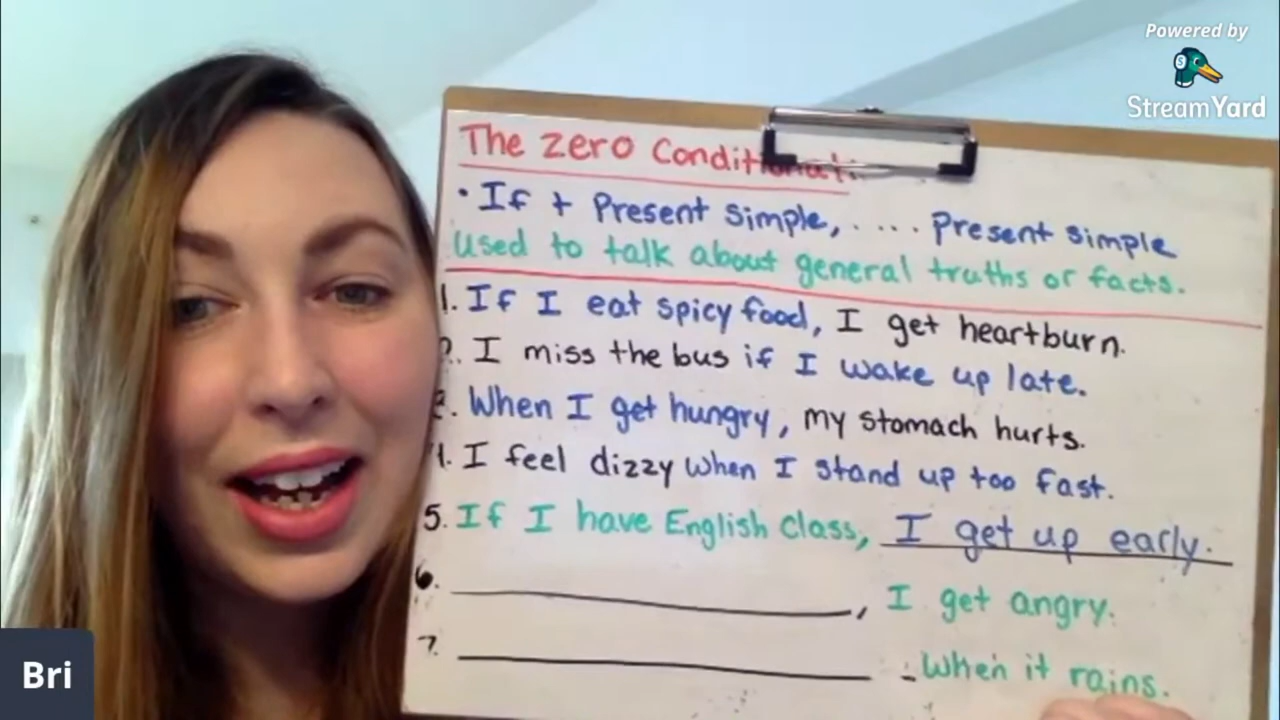 Powered by
StreamYard
The zero Conditional:
• If + Present simple, ..... Present simple
used to talk about general truths or facts.
1. If I eat spicy food, I get heartburn.
2. I miss the bus if I wake up late.
3. When I get hungry, my stomach hurts.
4. I feel dizzy when I stand up too fast.
5. If I have English class, I get up early.
6. ____________, I get angry.
7. ____________ when it rains.
Bri